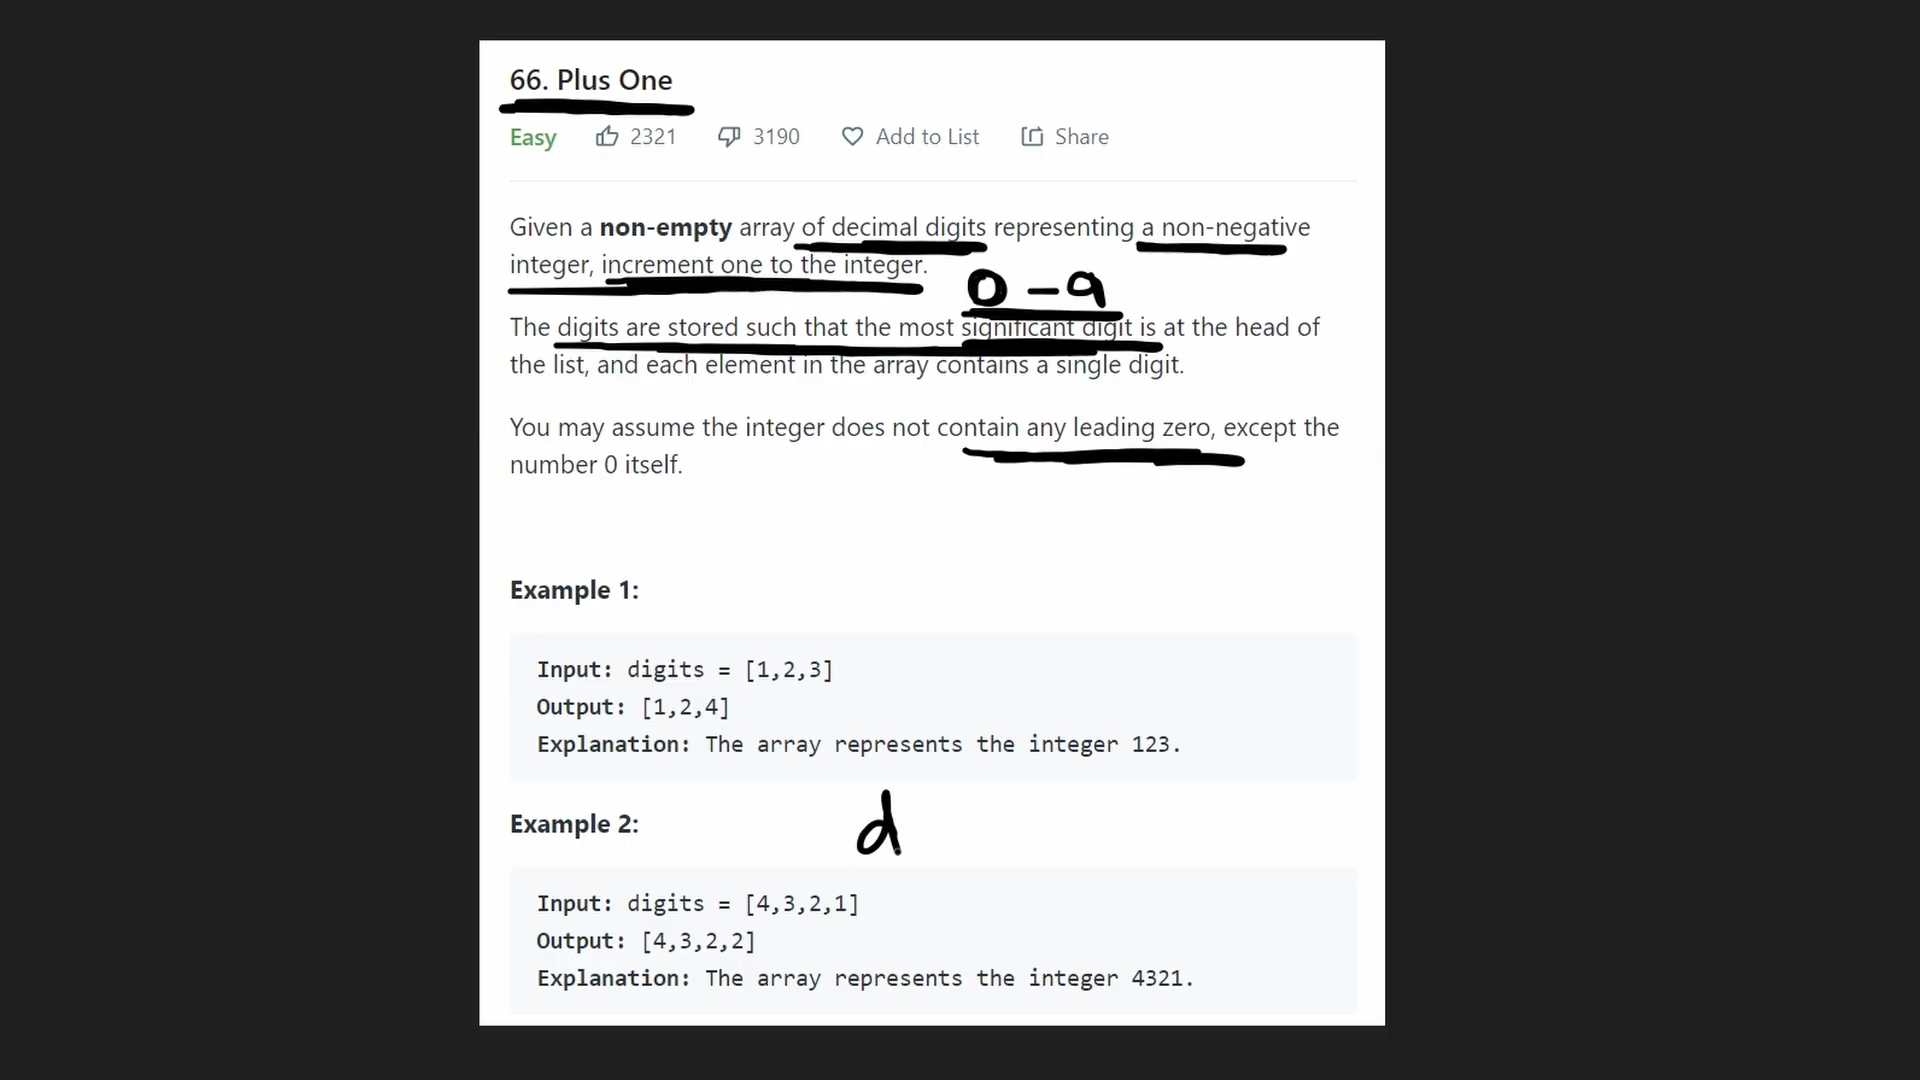 66. Plus One
Easy 2321 3190 Add to List Share
Given a non-empty array of decimal digits representing a non-negative
integer, increment one to the integer.
0 - 9
The digits are stored such that the most significant digit is at the head of
the list, and each element in the array contains a single digit.
You may assume the integer does not contain any leading zero, except the
number 0 itself.
Example 1:
Input: digits = [1,2,3]
Output: [1,2,4]
Explanation: The array represents the integer 123.
d
Example 2:
Input: digits = [4,3,2,1]
Output: [4,3,2,2]
Explanation: The array represents the integer 4321.